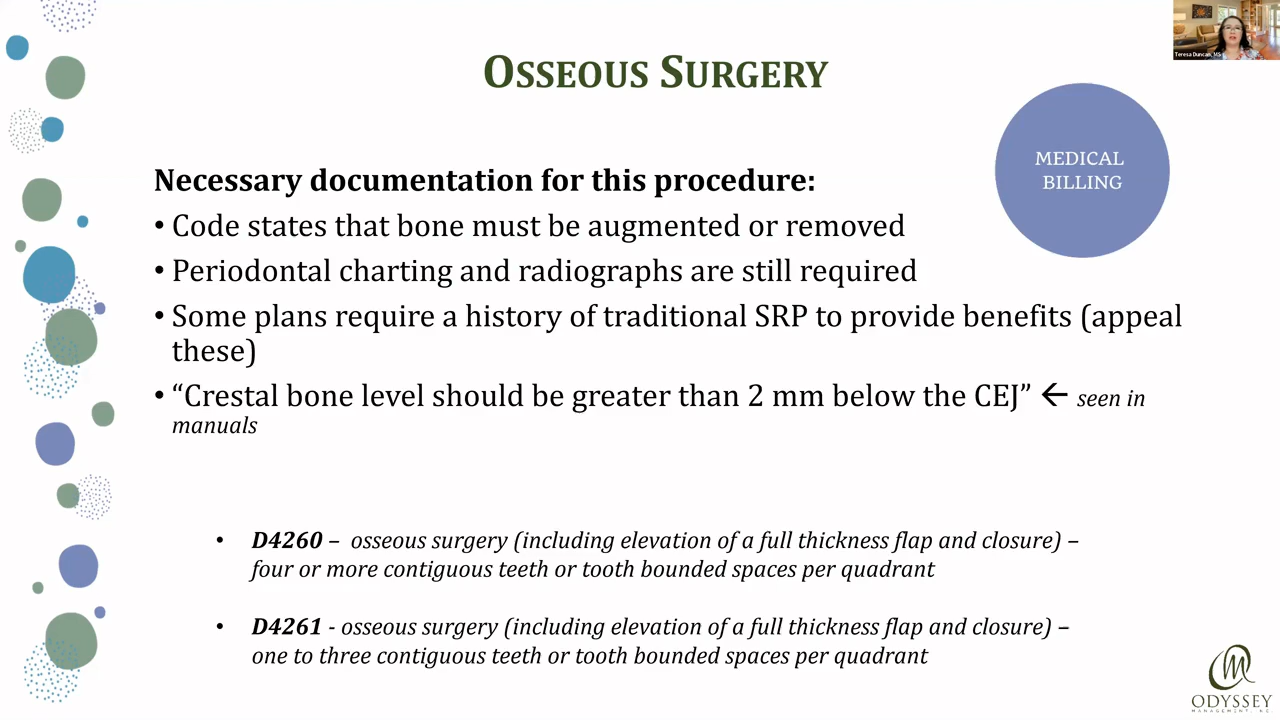 Teresa Duncan, MS
OSSEOUS SURGERY
MEDICAL
BILLING
Necessary documentation for this procedure:
• Code states that bone must be augmented or removed
• Periodontal charting and radiographs are still required
• Some plans require a history of traditional SRP to provide benefits (appeal
these)
• “Crestal bone level should be greater than 2 mm below the CEJ” ← seen in
manuals
• D4260 – osseous surgery (including elevation of a full thickness flap and closure) –
four or more contiguous teeth or tooth bounded spaces per quadrant
• D4261 - osseous surgery (including elevation of a full thickness flap and closure) –
one to three contiguous teeth or tooth bounded spaces per quadrant
ODYSSEY
MANAGEMENT, INC.